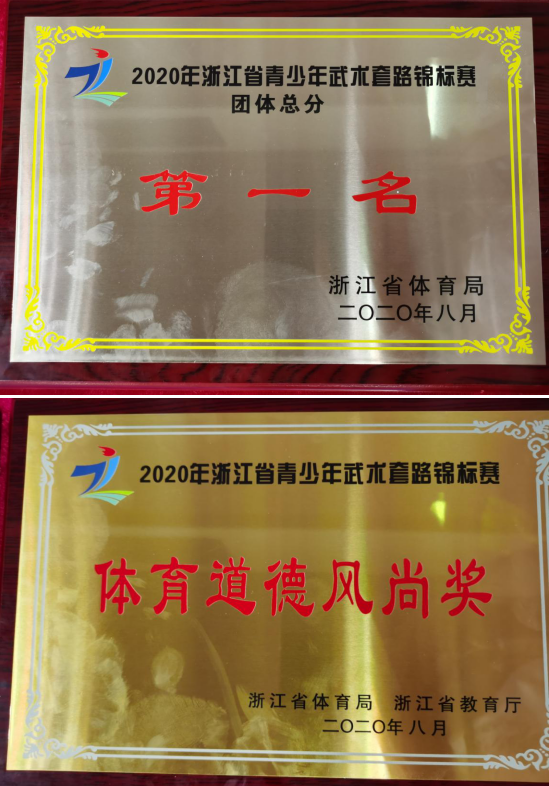 2020年浙江省青少年武术套路锦标赛
团体总分
第一名
浙江省体育局
二〇二〇年八月
2020年浙江省青少年武术套路锦标赛
体育道德风尚奖
浙江省体育局 浙江省教育厅
二〇二〇年八月